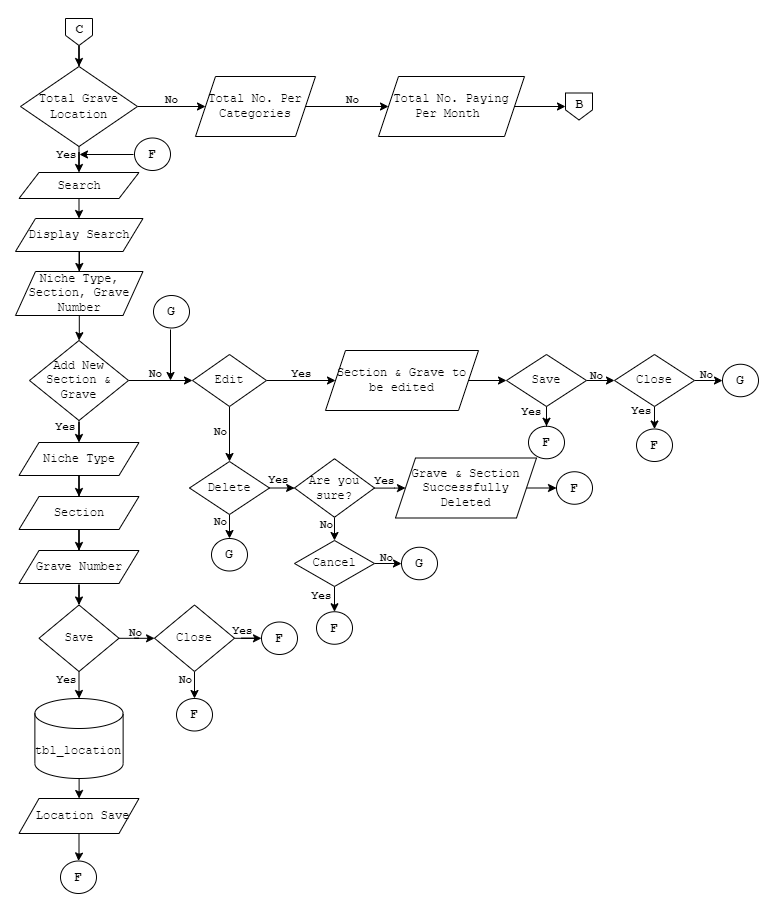 C
Total Grave
Location
No
Total No. Per
Categories
No
Total No. Paying
Per Month
B
Yes
F
Search
Display Search
Niche Type,
Section, Grave
Number
G
Add New
Section &
Grave
No
Edit
Yes
Section & Grave to
be edited
Save
No
Close
No
G
Yes
F
Yes
F
Yes
No
Niche Type
Delete
Yes
Are you
sure?
Yes
Grave & Section
Successfully
Deleted
F
Section
No
G
No
Grave Number
Cancel
No
G
Yes
F
Save
No
Close
Yes
F
Yes
No
F
tbl_location
Location Save
F